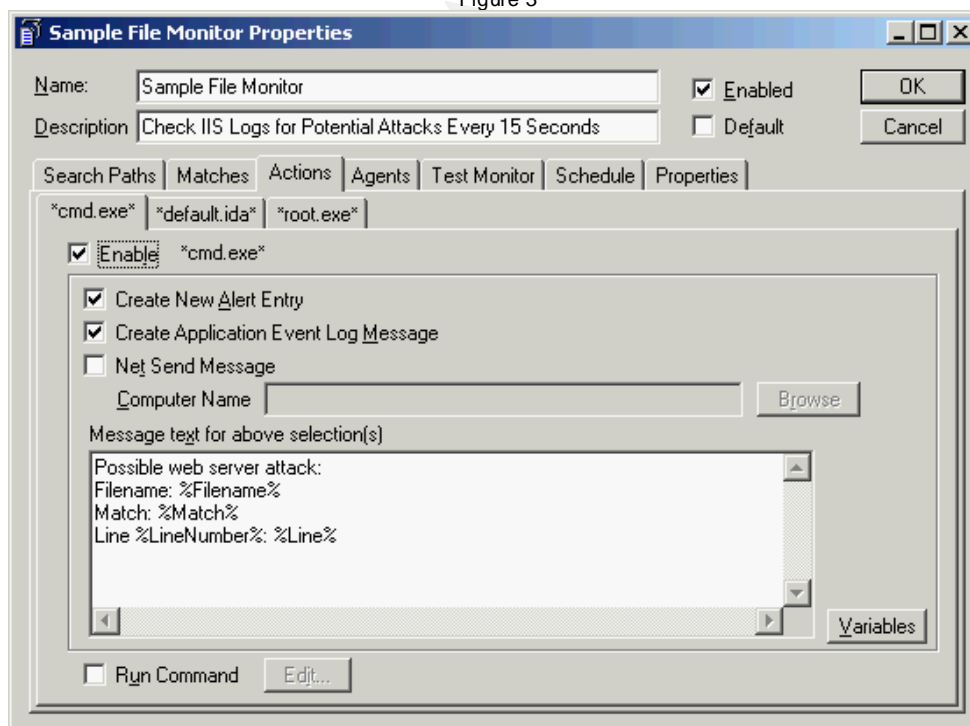 Figure 3
Sample File Monitor Properties
Name: Sample File Monitor
Enabled
OK
Description Check IIS Logs for Potential Attacks Every 15 Seconds
Default
Cancel
Search Paths Matches Actions Agents Test Monitor Schedule Properties
*cmd.exe* *default.ida* *root.exe*
Enable *cmd.exe*
Create New Alert Entry
Create Application Event Log Message
Net Send Message
Computer Name
Browse
Message text for above selection(s)
Possible web server attack:
Filename: %Filename%
Match: %Match%
Line %LineNumber%: %Line%
Variables
Run Command Edit...